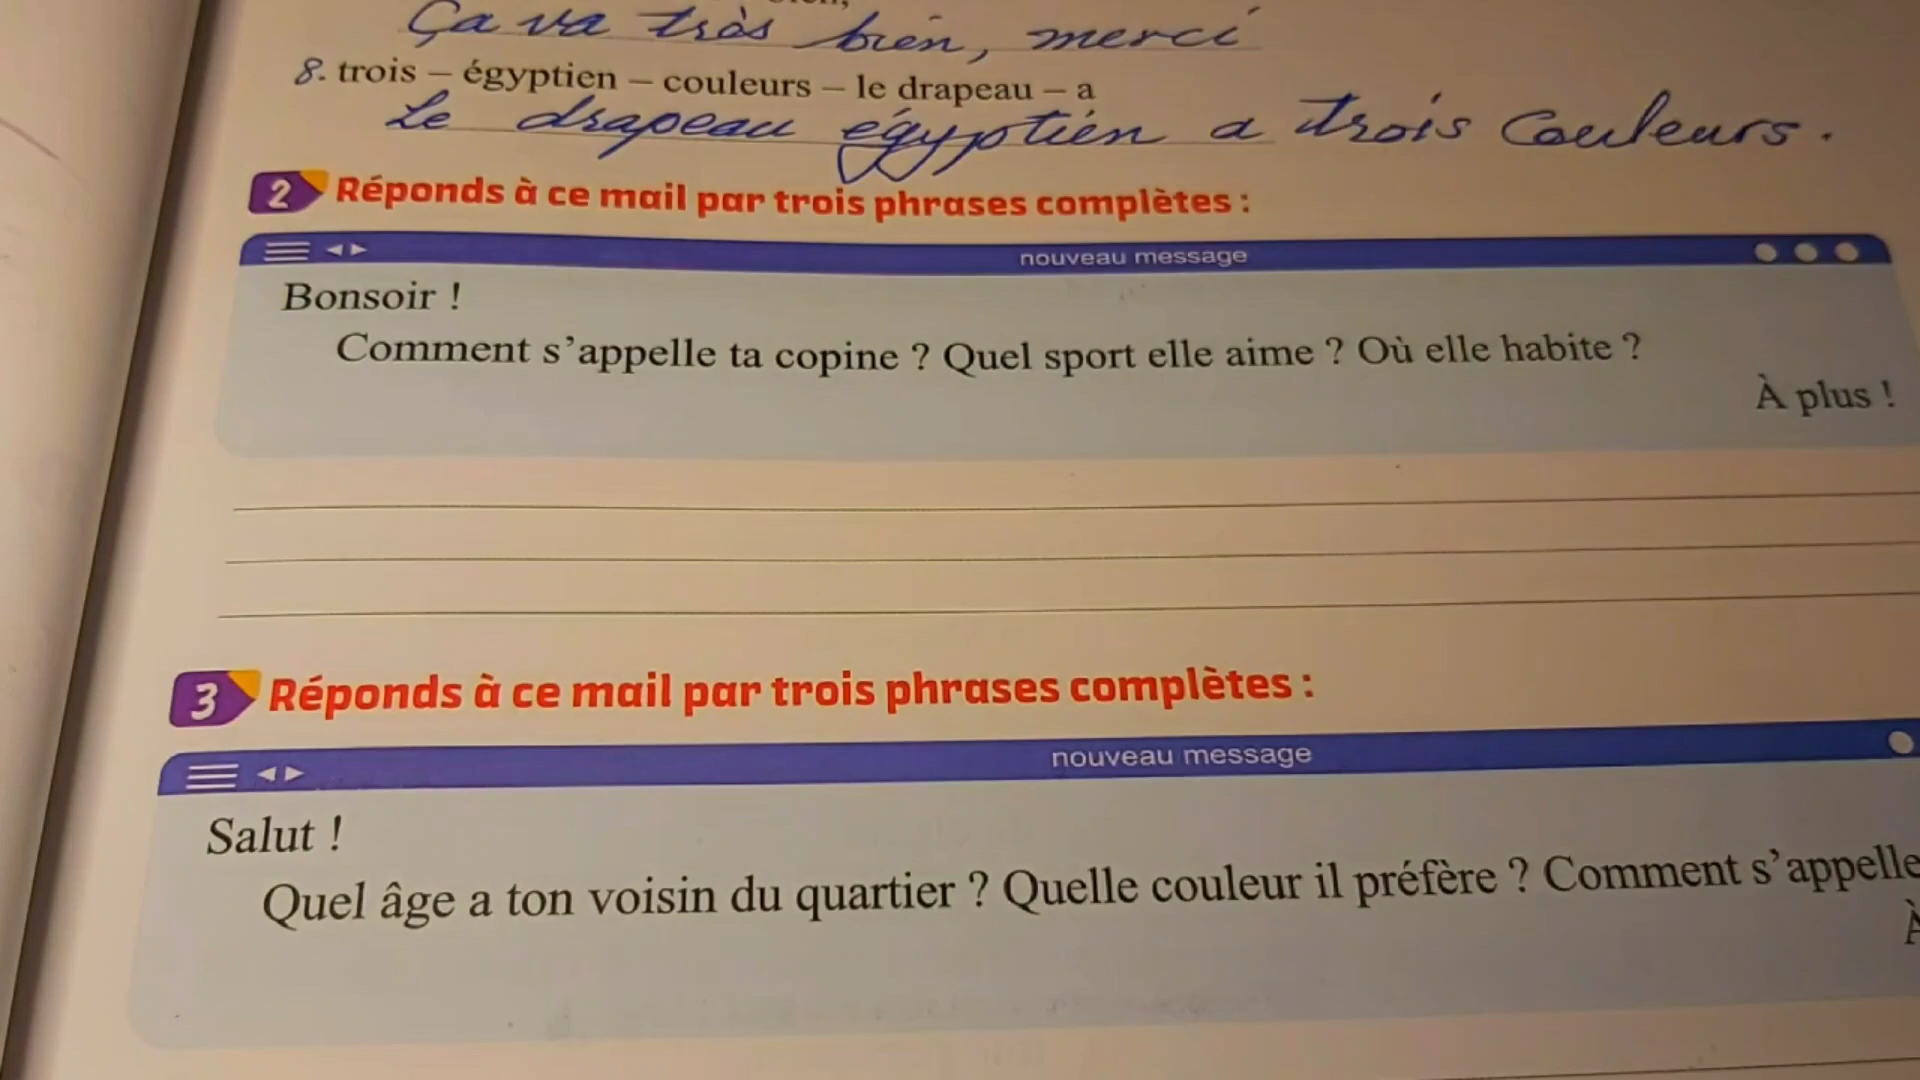 Ça va très bien, merci
8. trois – égyptien – couleurs – le drapeau – a
Le drapeau égyptien a trois couleurs.
2 Réponds à ce mail par trois phrases complètes :
nouveau message
Bonsoir !
Comment s'appelle ta copine ? Quel sport elle aime ? Où elle habite ?
À plus !
3 Réponds à ce mail par trois phrases complètes :
nouveau message
Salut !
Quel âge a ton voisin du quartier ? Quelle couleur il préfère ? Comment s'appelle
À